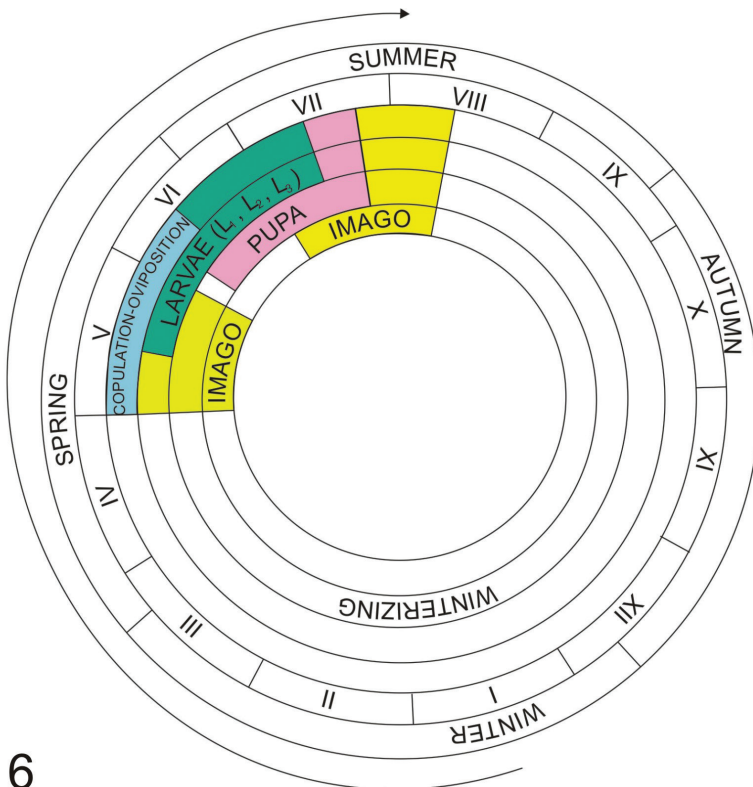 SUMMER
AUTUMN
WINTER
SPRING
I
II
III
IV
V
VI
VII
VIII
IX
X
XI
XII
COPULATION-OVIPOSITION
LARVAE (L₁, L₂, L₃)
PUPA
IMAGO
IMAGO
WINTERIZING
6